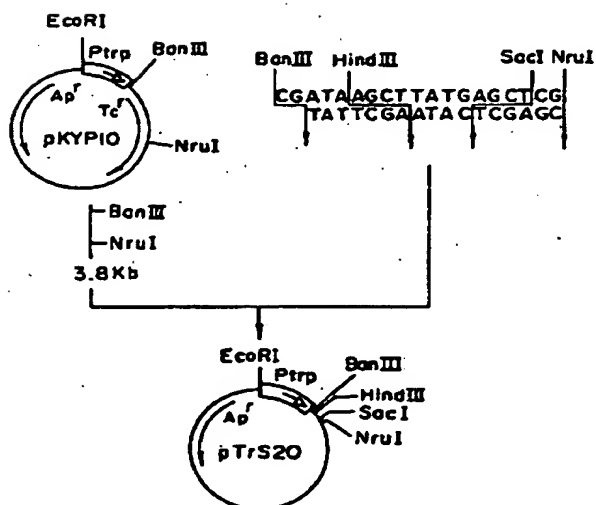 EcoRI
Ptrp
BanIII
Apʳ
Tcʳ
pKYP10
NruI
BanIII
NruI
3.8Kb
BanIII HindIII SacI NruI
CGATAAGCTTATGAGCTCG
TATTCGAATACTCGAGC
EcoRI
Ptrp
BanIII
HindIII
SacI
NruI
Apʳ
pTrS20